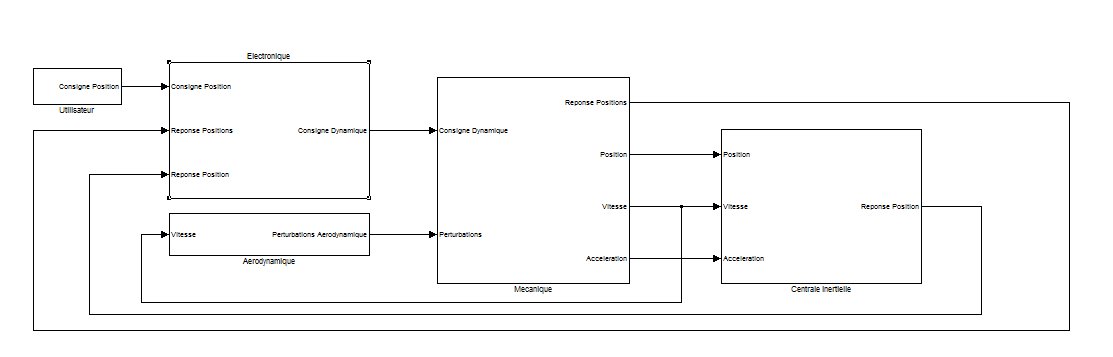 Electronique
Consigne Position
Utilisateur
Consigne Position
Reponse Positions
Consigne Dynamique
Reponse Position
Vitesse
Perturbations Aerodynamique
Aerodynamique
Reponse Positions
Consigne Dynamique
Position
Vitesse
Perturbations
Acceleration
Mecanique
Position
Vitesse
Reponse Position
Acceleration
Centrale Inertielle